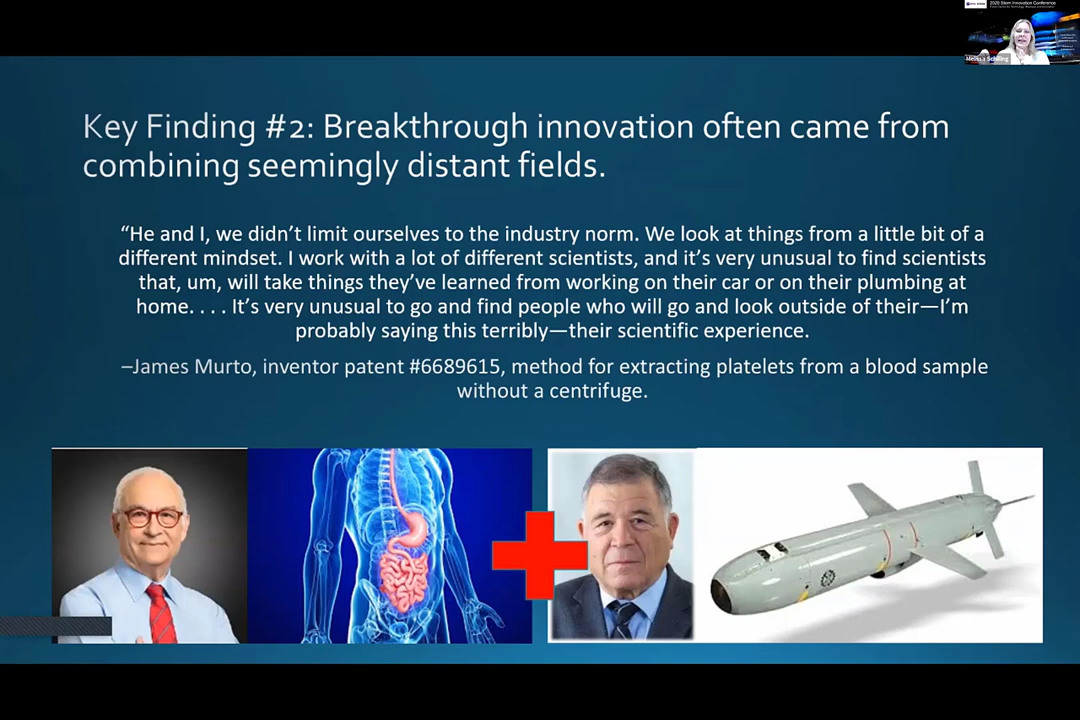 2020 Stern Innovation Conference
Melissa Schilling
Key Finding #2: Breakthrough innovation often came from
combining seemingly distant fields.
“He and I, we didn’t limit ourselves to the industry norm. We look at things from a little bit of a
different mindset. I work with a lot of different scientists, and it’s very unusual to find scientists
that, um, will take things they’ve learned from working on their car or on their plumbing at
home. . . . It’s very unusual to go and find people who will go and look outside of their—I’m
probably saying this terribly—their scientific experience.
–James Murto, inventor patent #6689615, method for extracting platelets from a blood sample
without a centrifuge.